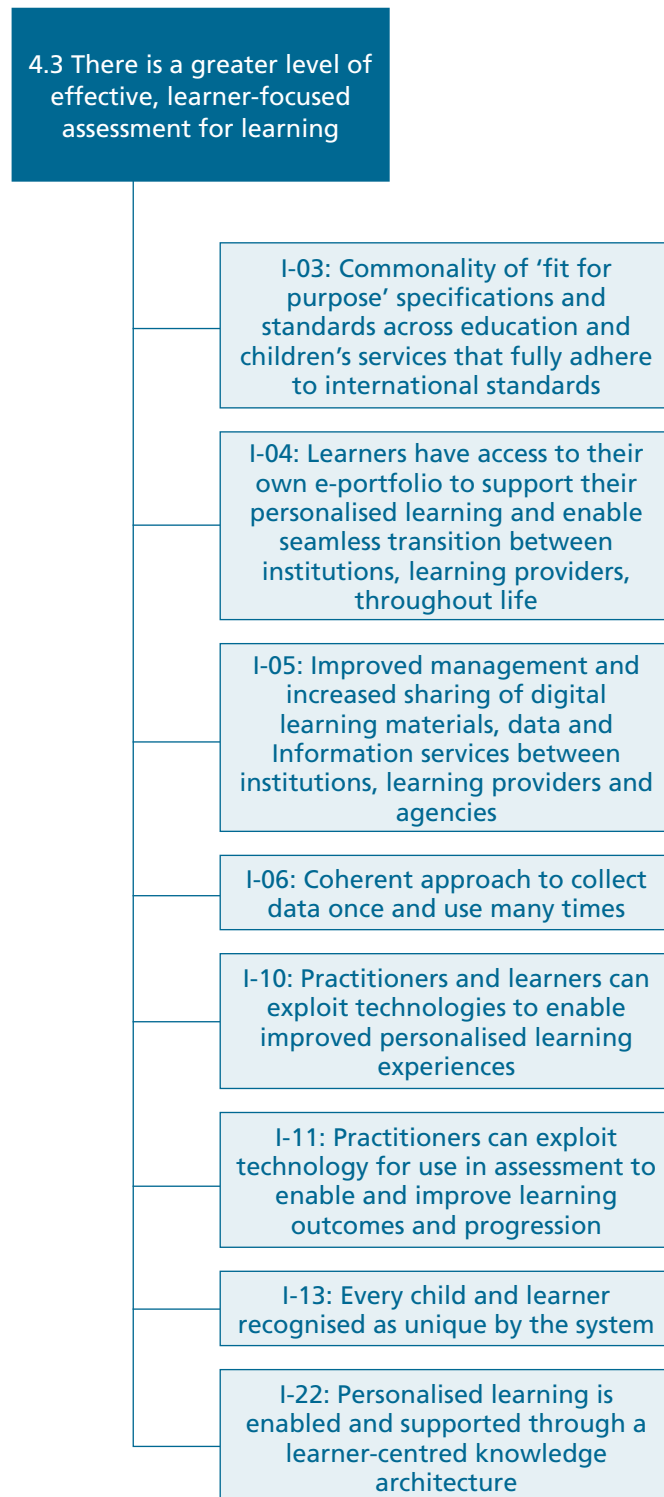 4.3 There is a greater level of
effective, learner-focused
assessment for learning
I-03: Commonality of ‘fit for
purpose’ specifications and
standards across education and
children’s services that fully adhere
to international standards
I-04: Learners have access to their
own e-portfolio to support their
personalised learning and enable
seamless transition between
institutions, learning providers,
throughout life
I-05: Improved management and
increased sharing of digital
learning materials, data and
Information services between
institutions, learning providers and
agencies
I-06: Coherent approach to collect
data once and use many times
I-10: Practitioners and learners can
exploit technologies to enable
improved personalised learning
experiences
I-11: Practitioners can exploit
technology for use in assessment to
enable and improve learning
outcomes and progression
I-13: Every child and learner
recognised as unique by the system
I-22: Personalised learning is
enabled and supported through a
learner-centred knowledge
architecture